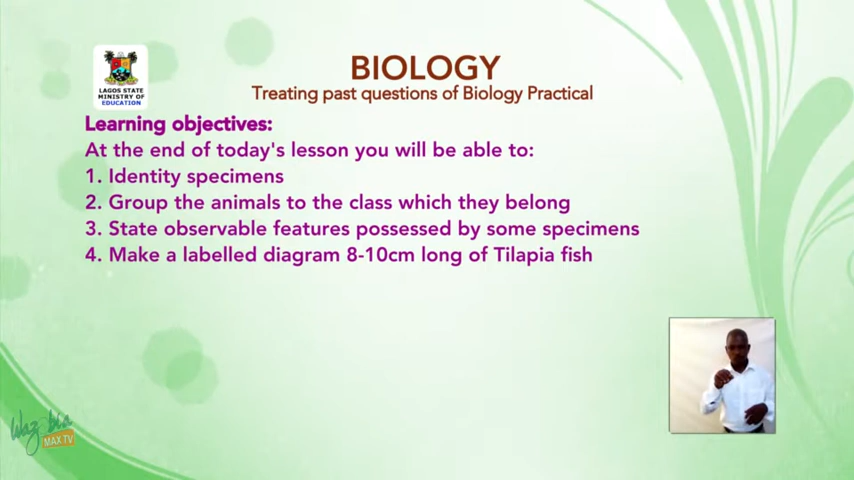 BIOLOGY
Treating past questions of Biology Practical
LAGOS STATE
MINISTRY OF
EDUCATION
Learning objectives:
At the end of today's lesson you will be able to:
1. Identity specimens
2. Group the animals to the class which they belong
3. State observable features possessed by some specimens
4. Make a labelled diagram 8-10cm long of Tilapia fish
Wazobia
MAX TV